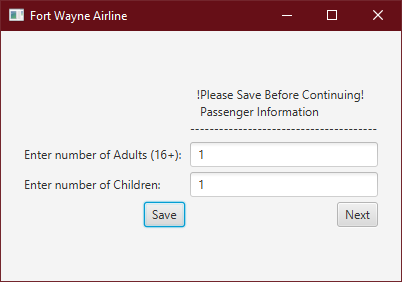 Fort Wayne Airline
!Please Save Before Continuing!
Passenger Information
---------------------------------------
Enter number of Adults (16+): 1
Enter number of Children: 1
Save Next